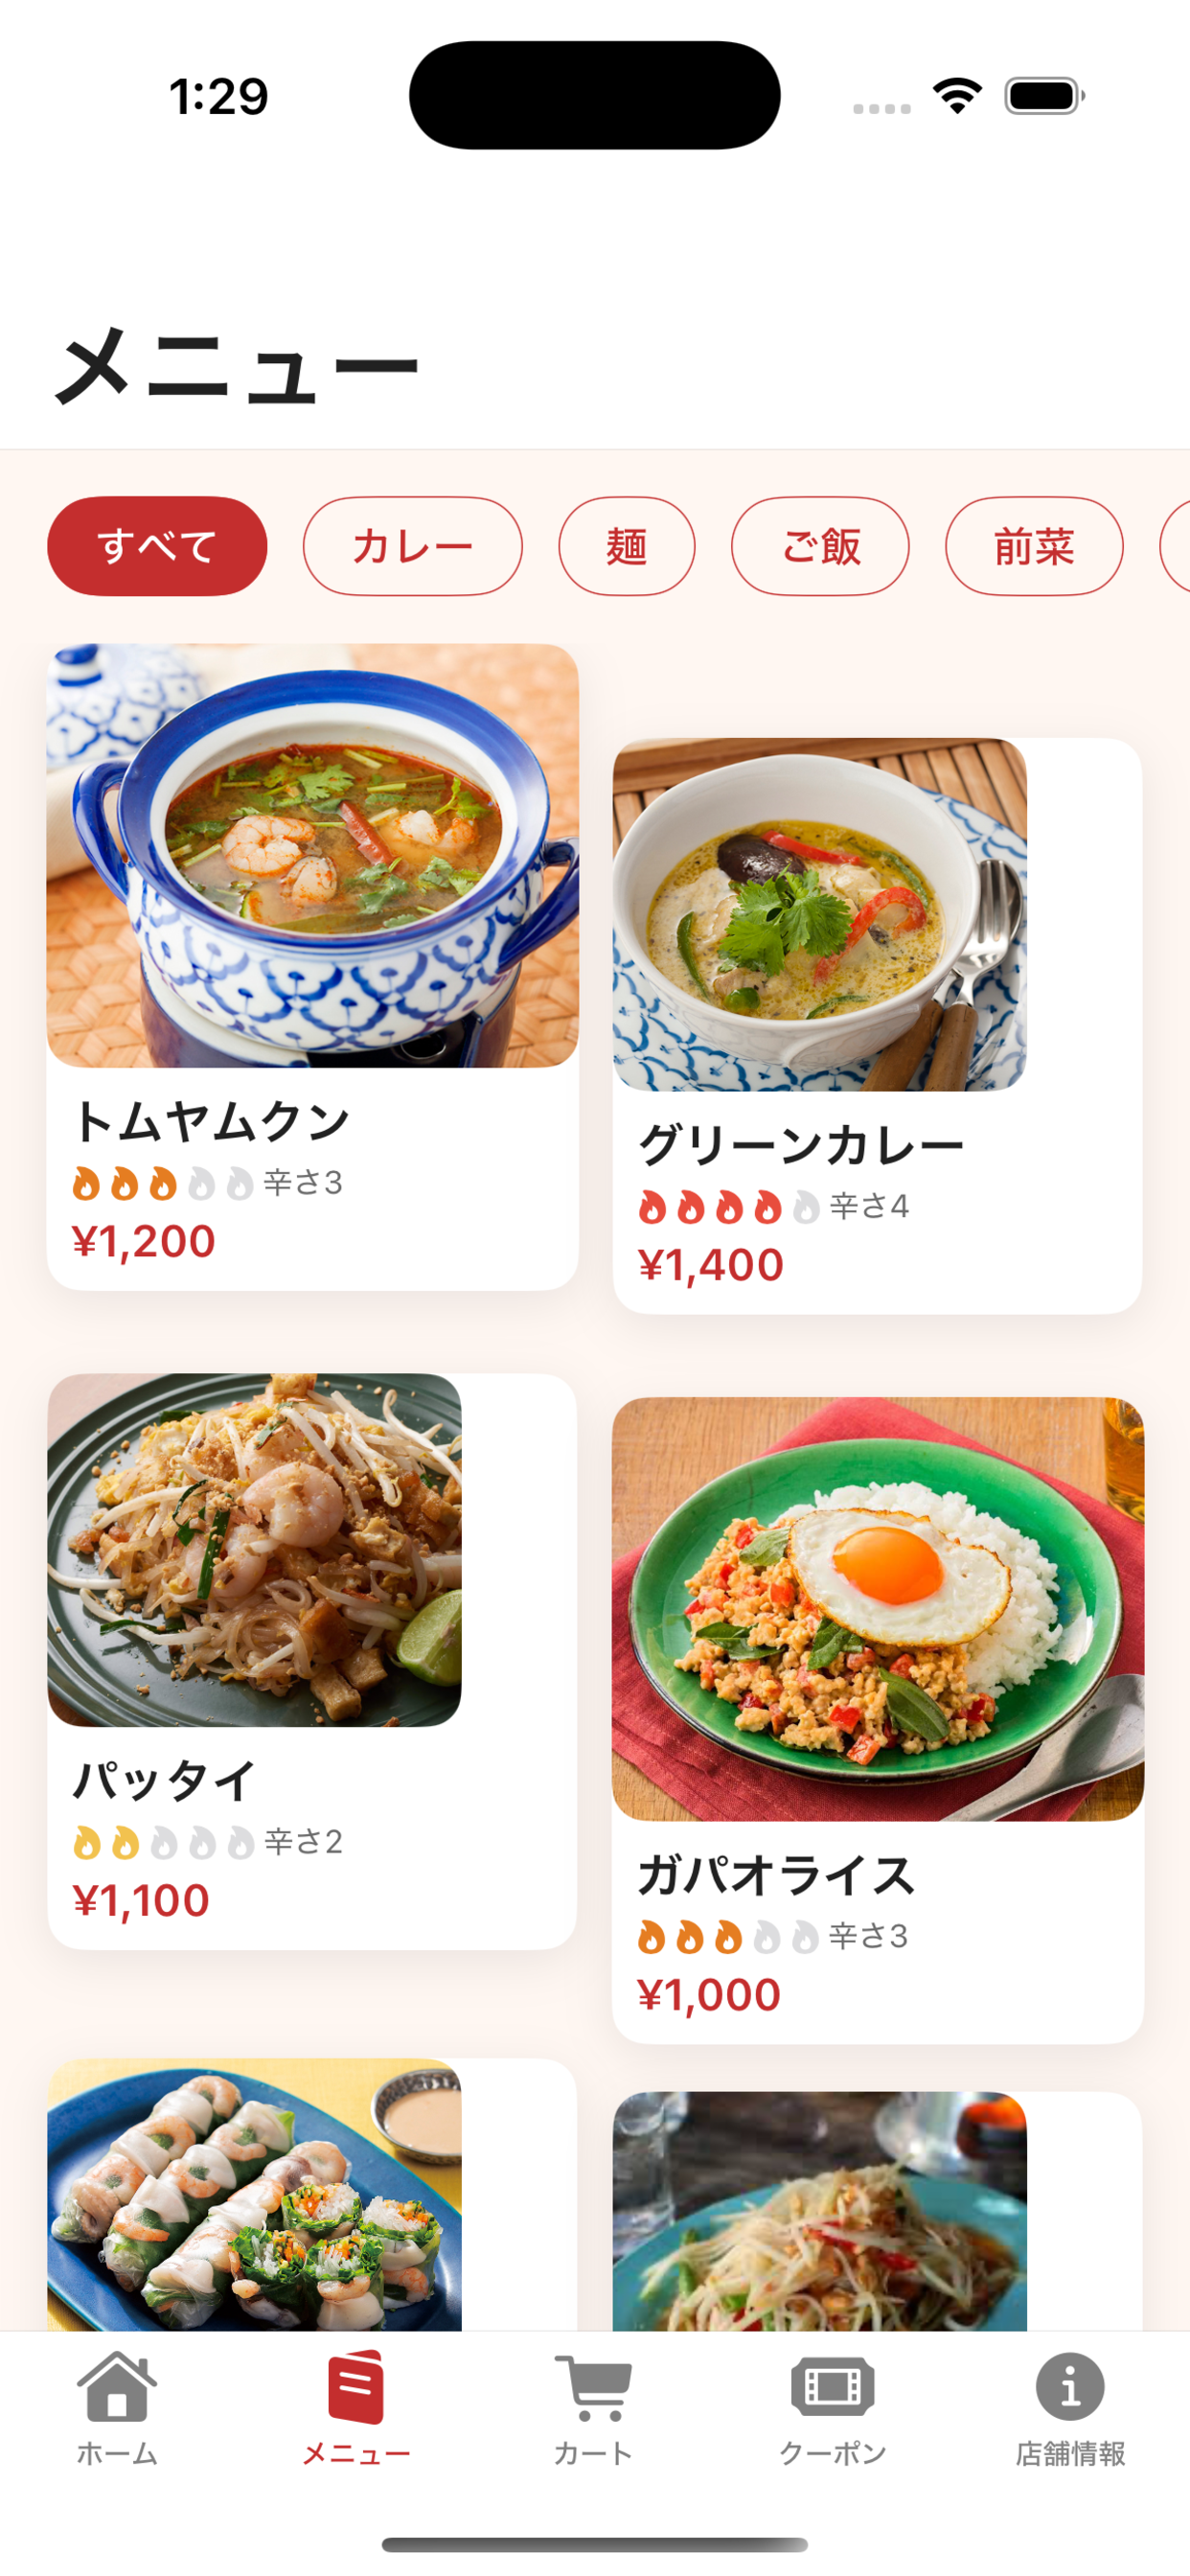 1:29
メニュー
すべて
カレー
麺
ご飯
前菜
トムヤムクン
辛さ3
¥1,200
グリーンカレー
辛さ4
¥1,400
パッタイ
辛さ2
¥1,100
ガパオライス
辛さ3
¥1,000
ホーム
メニュー
カート
クーポン
店舗情報